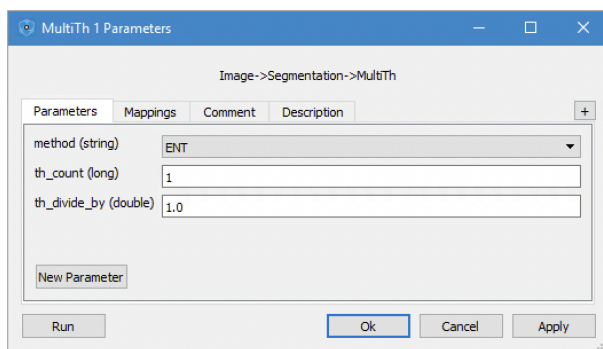 MultiTh 1 Parameters
Image->Segmentation->MultiTh
Parameters Mappings Comment Description +
method (string) ENT
th_count (long) 1
th_divide_by (double) 1.0
New Parameter
Run Ok Cancel Apply